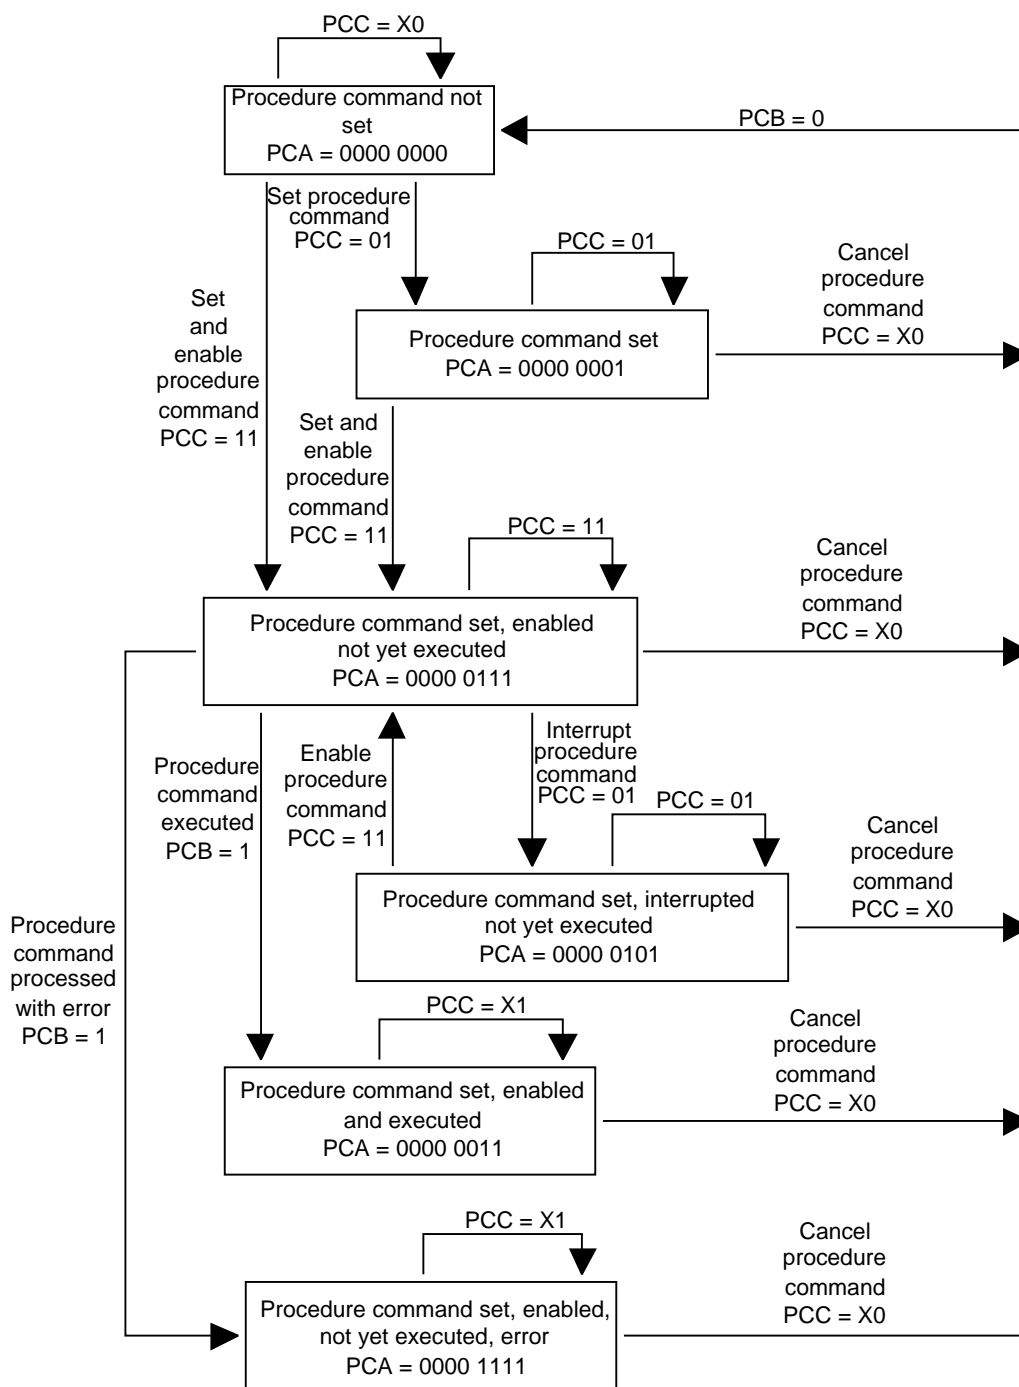 PCC = X0
Procedure command not
set
PCA = 0000 0000
PCB = 0
Set procedure
command
PCC = 01
PCC = 01
Cancel
procedure
command
PCC = X0
Set
and
enable
procedure
command
PCC = 11
Procedure command set
PCA = 0000 0001
Set and
enable
procedure
command
PCC = 11
PCC = 11
Cancel
procedure
command
PCC = X0
Procedure command set, enabled
not yet executed
PCA = 0000 0111
Procedure
command
executed
PCB = 1
Enable
procedure
command
PCC = 11
Interrupt
procedure
command
PCC = 01
PCC = 01
Cancel
procedure
command
PCC = X0
Procedure command set, interrupted
not yet executed
PCA = 0000 0101
Procedure
command
processed
with error
PCB = 1
PCC = X1
Cancel
procedure
command
PCC = X0
Procedure command set, enabled
and executed
PCA = 0000 0011
PCC = X1
Cancel
procedure
command
PCC = X0
Procedure command set, enabled,
not yet executed, error
PCA = 0000 1111